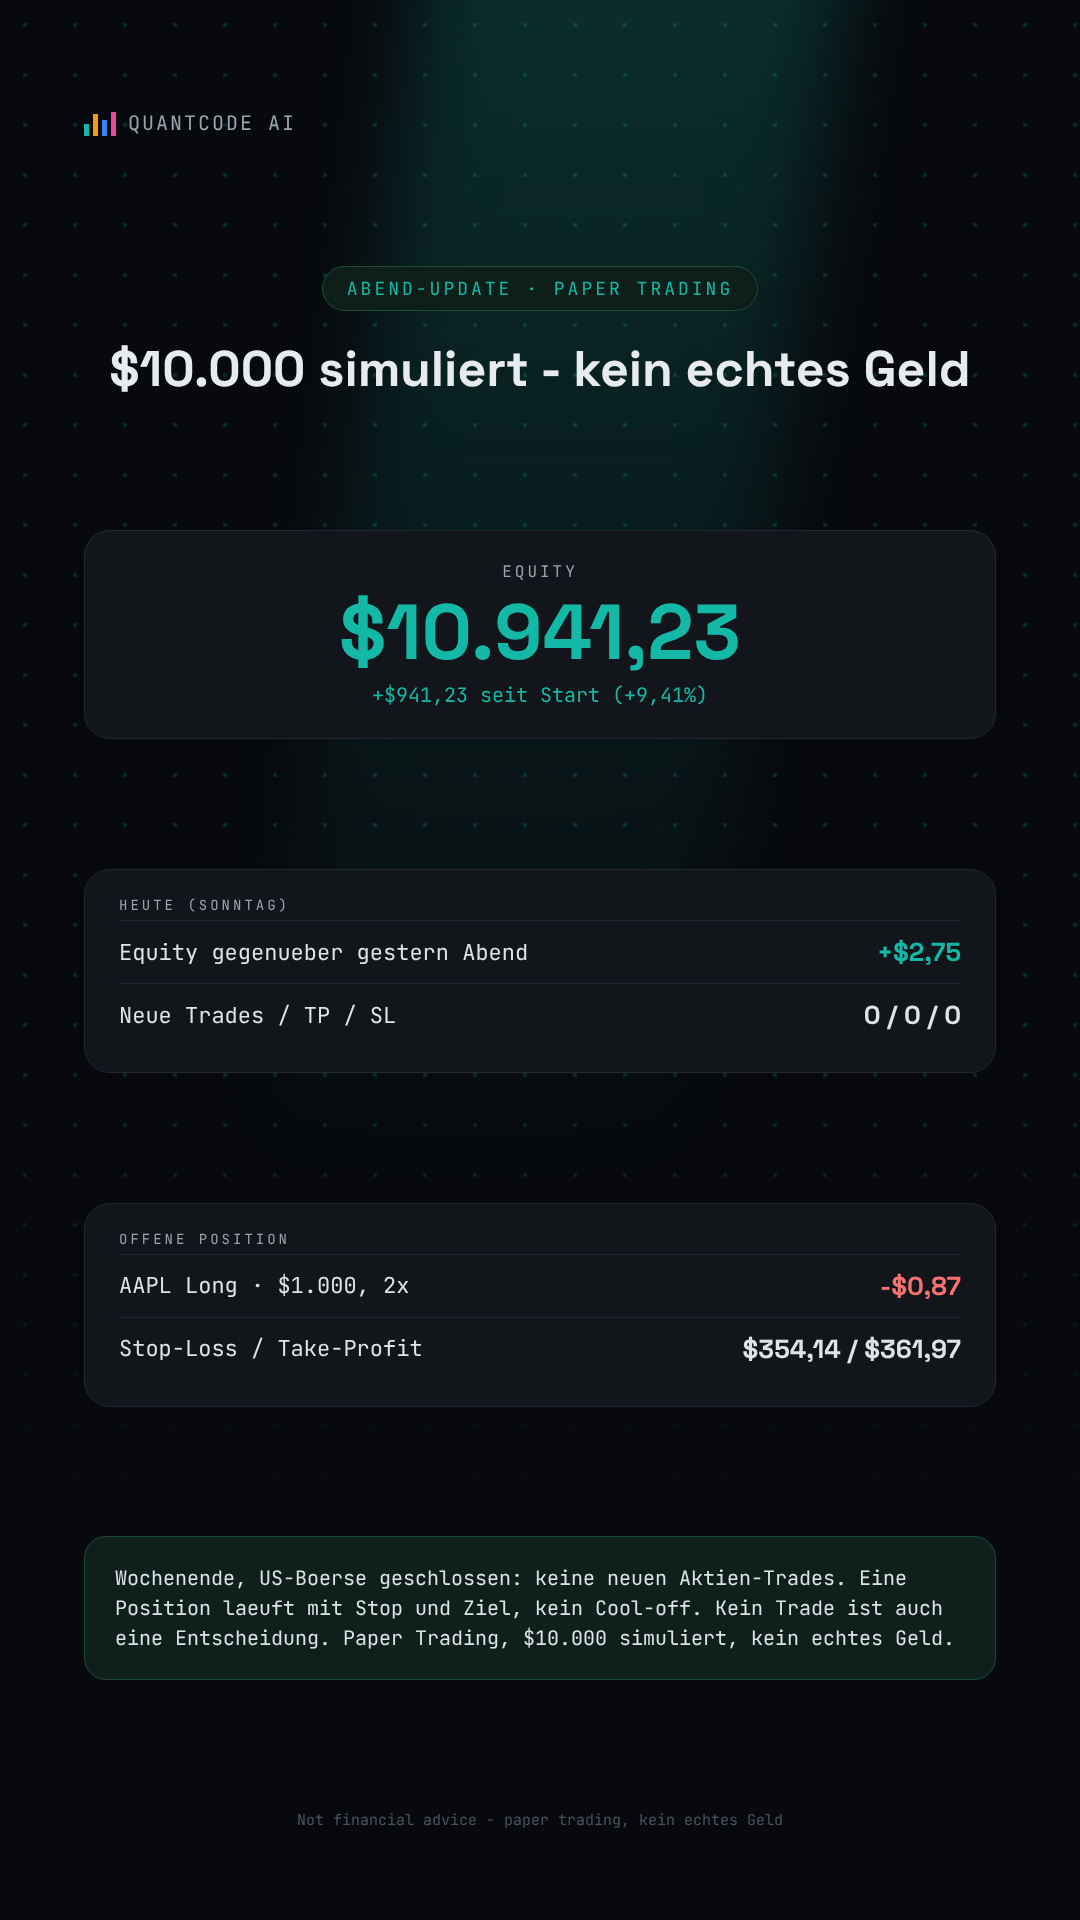 QUANTCODE AI
ABEND-UPDATE · PAPER TRADING
$10.000 simuliert - kein echtes Geld
EQUITY
$10.941,23
+$941,23 seit Start (+9,41%)
HEUTE (SONNTAG)
Equity gegenueber gestern Abend +$2,75
Neue Trades / TP / SL 0 / 0 / 0
OFFENE POSITION
AAPL Long · $1.000, 2x -$0,87
Stop-Loss / Take-Profit $354,14 / $361,97
Wochenende, US-Boerse geschlossen: keine neuen Aktien-Trades. Eine
Position laeuft mit Stop und Ziel, kein Cool-off. Kein Trade ist auch
eine Entscheidung. Paper Trading, $10.000 simuliert, kein echtes Geld.
Not financial advice - paper trading, kein echtes Geld